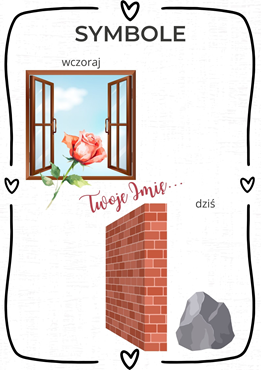 SYMBOLE
wczoraj
Twoje Imię...
dziś